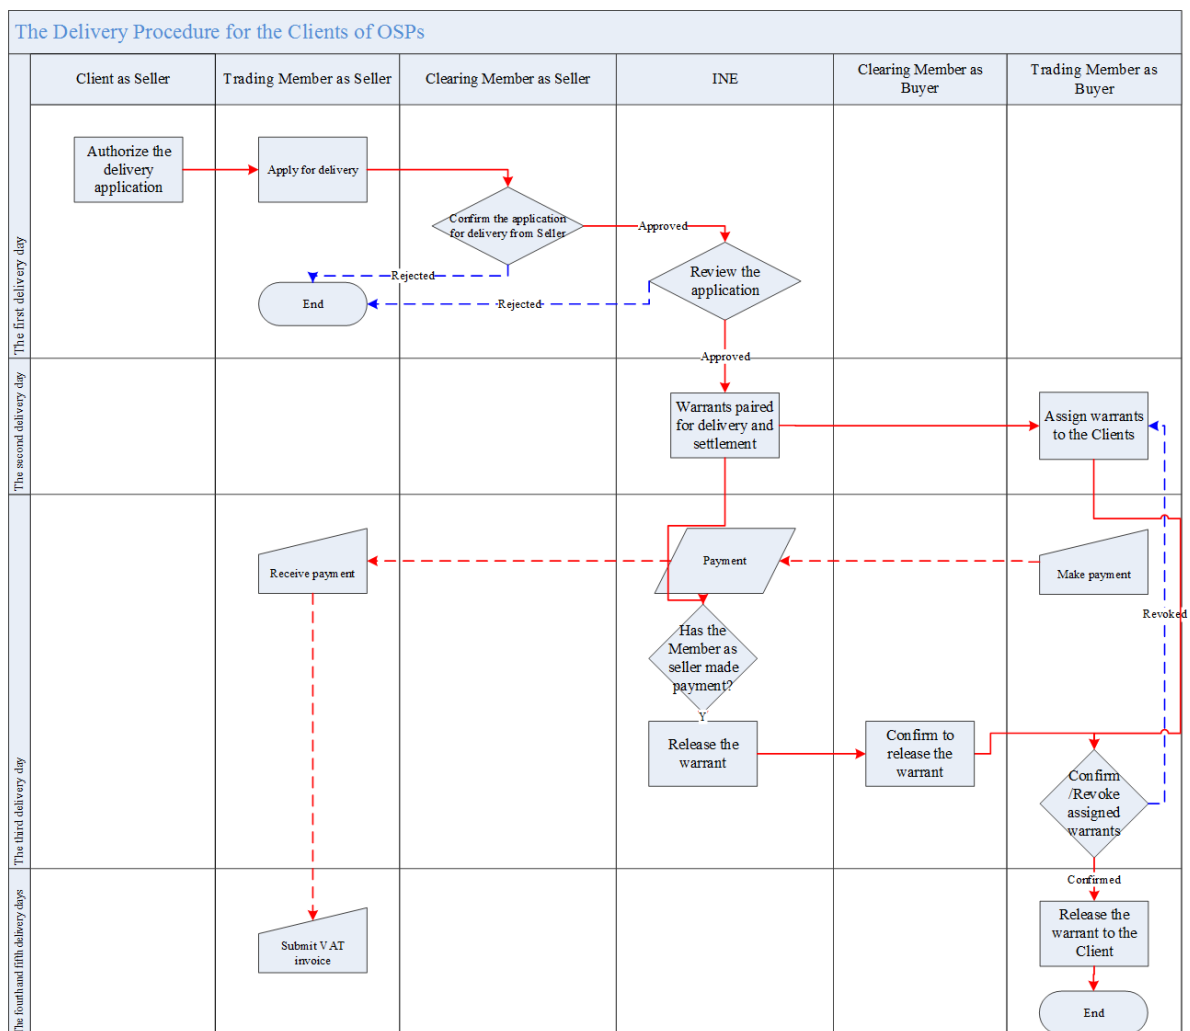 The Delivery Procedure for the Clients of OSPs
Client as Seller
Trading Member as Seller
Clearing Member as Seller
INE
Clearing Member as
Buyer
Trading Member as
Buyer
The first delivery day
Authorize the
delivery
application
Apply for delivery
Confirm the application
for delivery from Seller
Approved
Review the
application
Rejected
Rejected
End
Approved
The second delivery day
Warrants paired
for delivery and
settlement
Assign warrants
to the Clients
The third delivery day
Receive payment
Payment
Make payment
Revoked
Has the
Member as
seller made
payment?
Y
Release the
warrant
Confirm to
release the
warrant
Confirm
/Revoke
assigned
warrants
Confirmed
The fourth and fifth delivery days
Submit VAT
invoice
Release the
warrant to the
Client
End